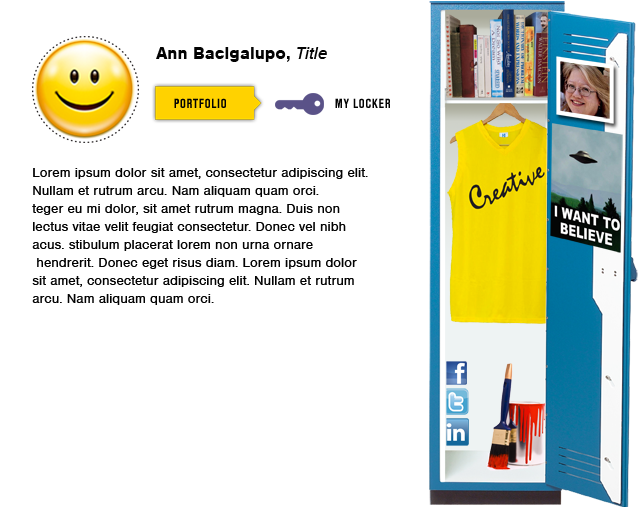 Ann Bacigalupo, Title
PORTFOLIO
MY LOCKER
Lorem ipsum dolor sit amet, consectetur adipiscing elit.
Nullam et rutrum arcu. Nam aliquam quam orci.
teger eu mi dolor, sit amet rutrum magna. Duis non
lectus vitae velit feugiat consectetur. Donec vel nibh
acus. stibulum placerat lorem non urna ornare
hendrerit. Donec eget risus diam. Lorem ipsum dolor
sit amet, consectetur adipiscing elit. Nullam et rutrum
arcu. Nam aliquam quam orci.
Creative
I WANT TO
BELIEVE
f
t
in